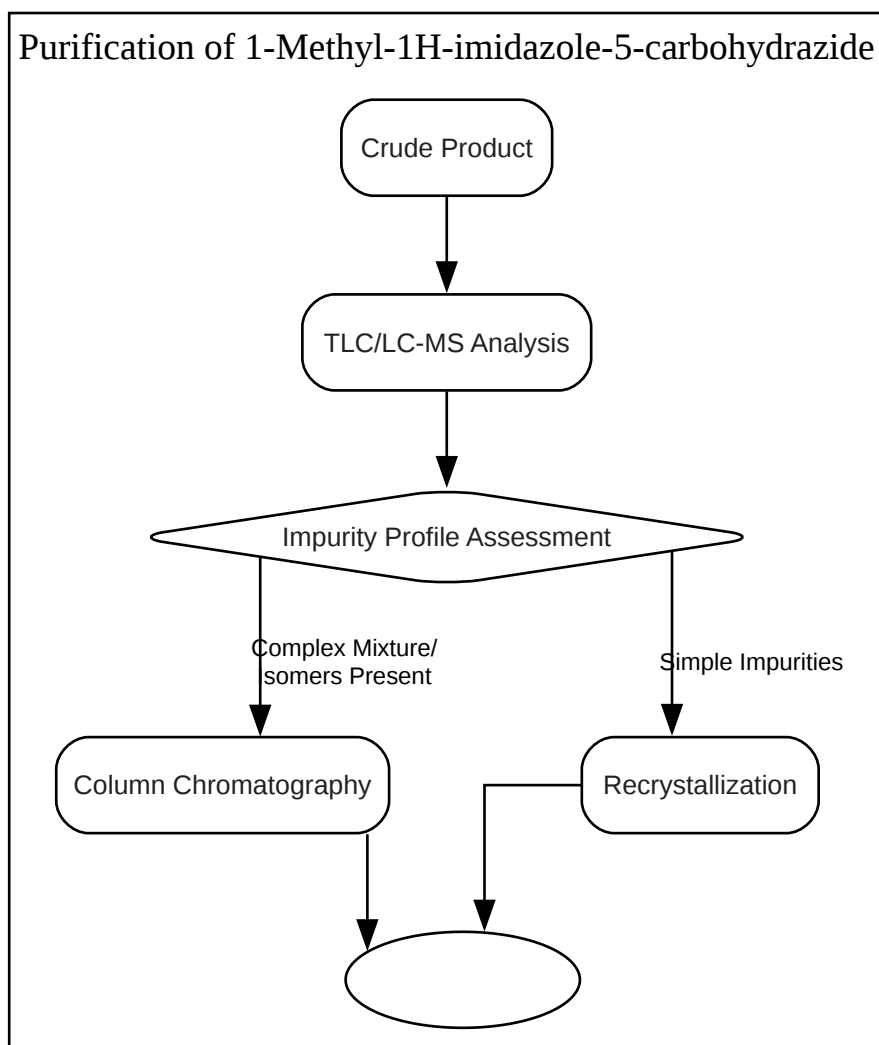 Purification of 1-Methyl-1H-imidazole-5-carbohydrazide
Crude Product
TLC/LC-MS Analysis
Impurity Profile Assessment
Complex Mixture/
Isomers Present
Simple Impurities
Column Chromatography
Recrystallization